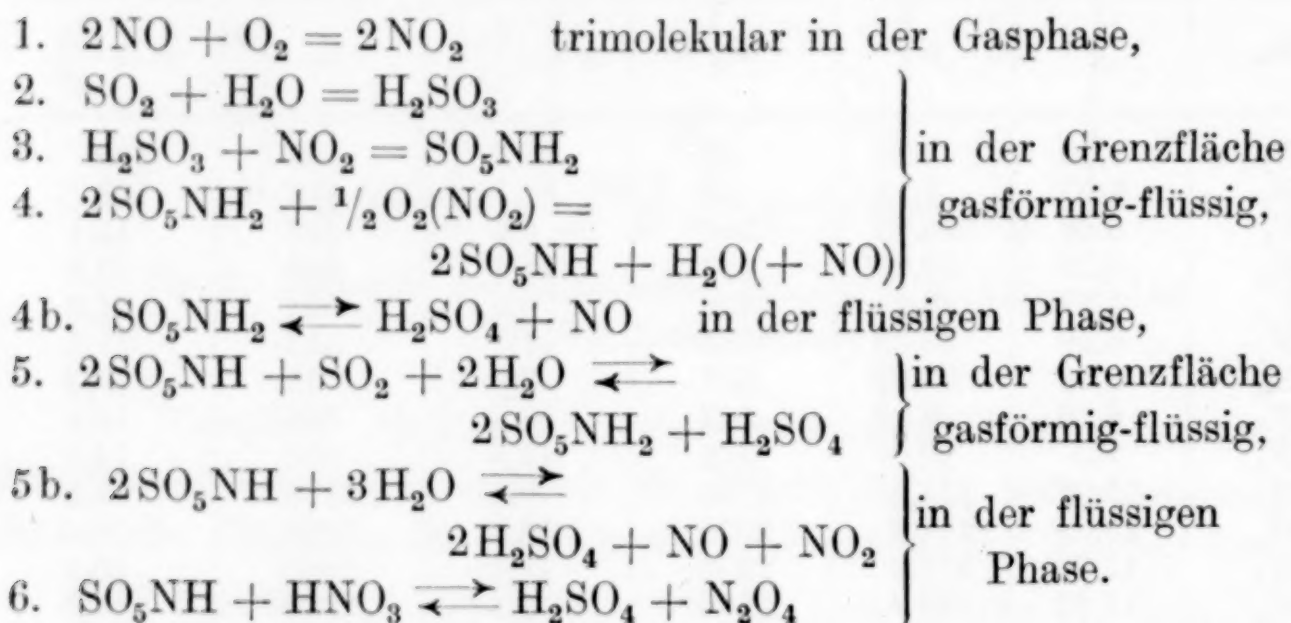 1. 2NO + O₂ = 2NO₂ trimolekular in der Gasphase,
2. SO₂ + H₂O = H₂SO₃
3. H₂SO₃ + NO₂ = SO₅NH₂ in der Grenzfläche
4. 2SO₅NH₂ + ¹/₂O₂(NO₂) = gasförmig-flüssig,
2SO₅NH + H₂O(+ NO)
4b. SO₅NH₂ ⇄ H₂SO₄ + NO in der flüssigen Phase,
5. 2SO₅NH + SO₂ + 2H₂O ⇄ in der Grenzfläche
2SO₅NH₂ + H₂SO₄ gasförmig-flüssig,
5b. 2SO₅NH + 3H₂O ⇄
in der flüssigen
2H₂SO₄ + NO + NO₂
Phase.
6. SO₅NH + HNO₃ ⇄ H₂SO₄ + N₂O₄